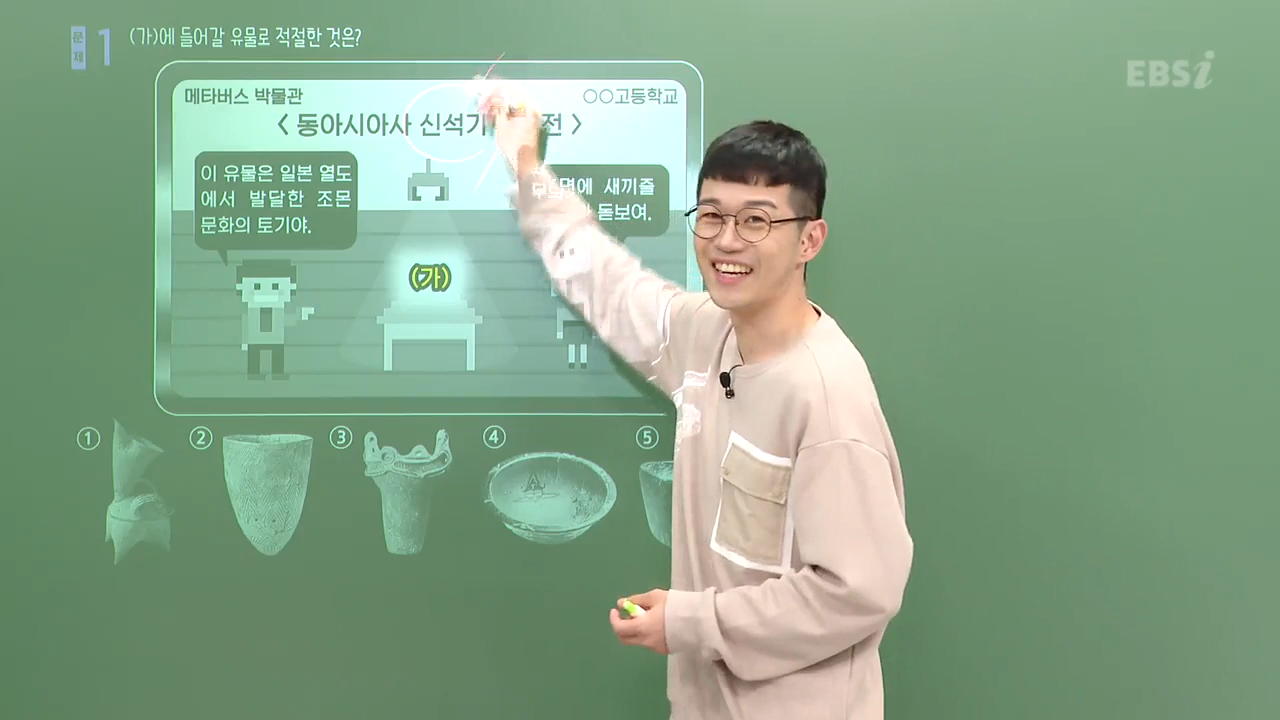 문제 1 (가)에 들어갈 유물로 적절한 것은?
EBSi
메타버스 박물관
○○고등학교
< 동아시아사 신석기 전 >
이 유물은 일본 열도
에서 발달한 조몬
문화의 토기야.
에 새끼줄
돋보여.
(가)
① ② ③ ④ ⑤